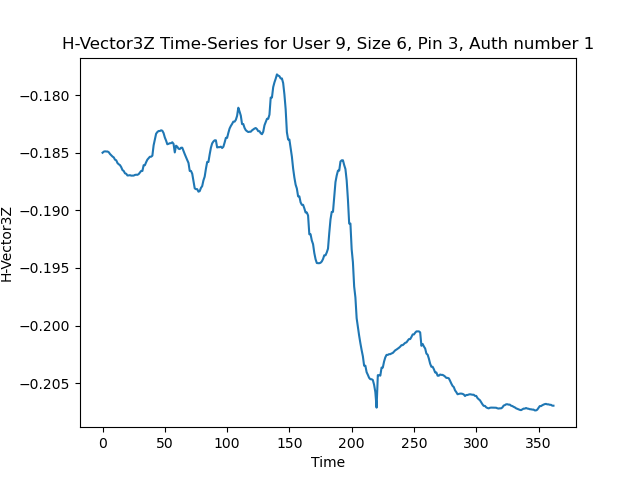 H-Vector3Z Time-Series for User 9, Size 6, Pin 3, Auth number 1
H-Vector3Z
−0.180
−0.185
−0.190
−0.195
−0.200
−0.205
0 50 100 150 200 250 300 350
Time